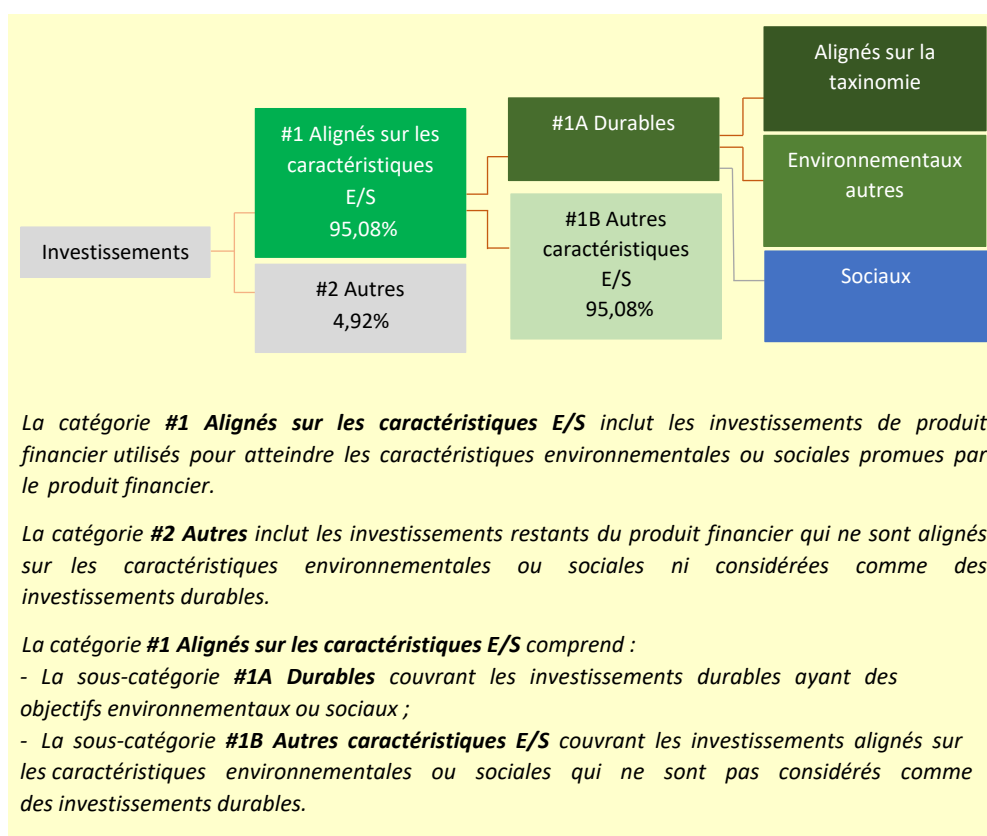 Investissements
#1 Alignés sur les
caractéristiques
E/S
95,08%
#2 Autres
4,92%
#1A Durables
#1B Autres
caractéristiques
E/S
95,08%
Alignés sur la
taxinomie
Environnementaux
autres
Sociaux
La catégorie #1 Alignés sur les caractéristiques E/S inclut les investissements de produit
financier utilisés pour atteindre les caractéristiques environnementales ou sociales promues par
le produit financier.
La catégorie #2 Autres inclut les investissements restants du produit financier qui ne sont alignés
sur les caractéristiques environnementales ou sociales ni considérées comme des
investissements durables.
La catégorie #1 Alignés sur les caractéristiques E/S comprend :
- La sous-catégorie #1A Durables couvrant les investissements durables ayant des
objectifs environnementaux ou sociaux ;
- La sous-catégorie #1B Autres caractéristiques E/S couvrant les investissements alignés sur
les caractéristiques environnementales ou sociales qui ne sont pas considérés comme
des investissements durables.